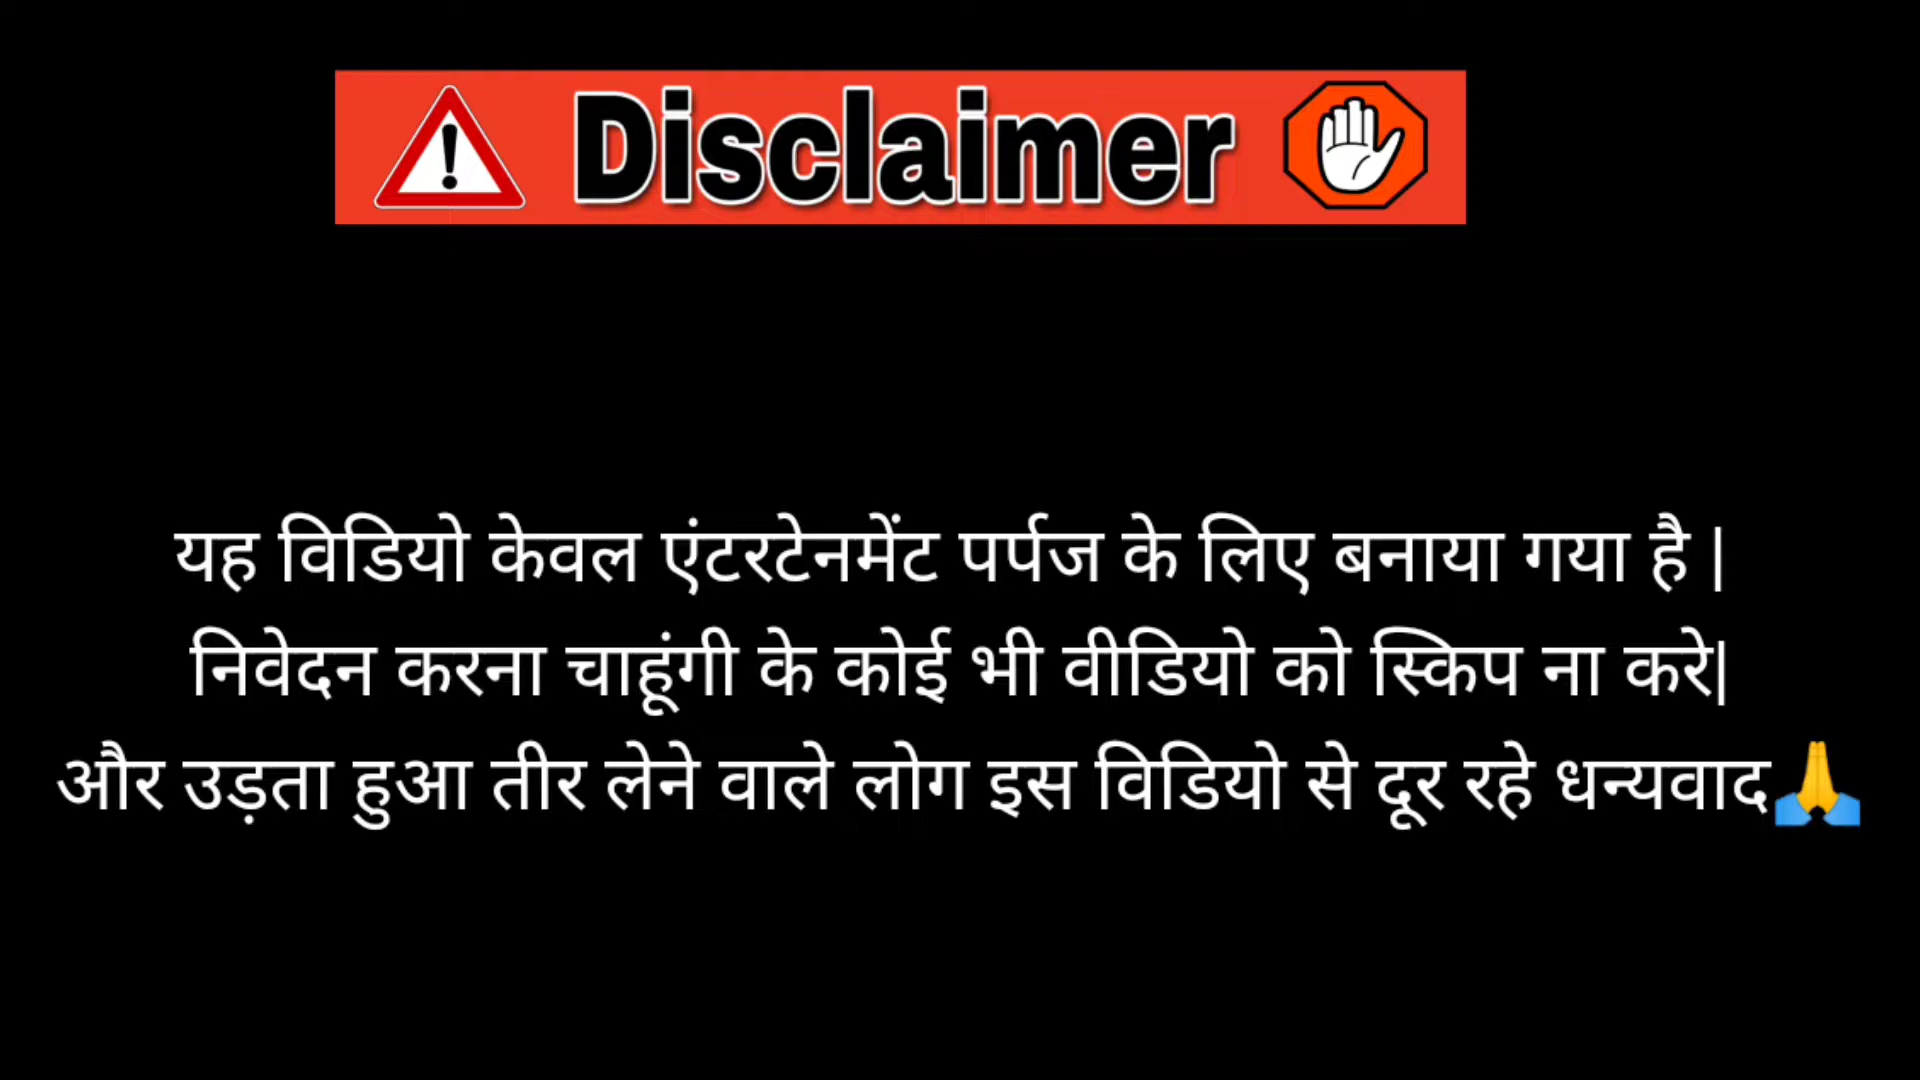 Disclaimer
यह विडियो केवल एंटरटेनमेंट पर्पज के लिए बनाया गया है |
निवेदन करना चाहूंगी के कोई भी वीडियो को स्किप ना करे|
और उड़ता हुआ तीर लेने वाले लोग इस विडियो से दूर रहे धन्यवाद🙏